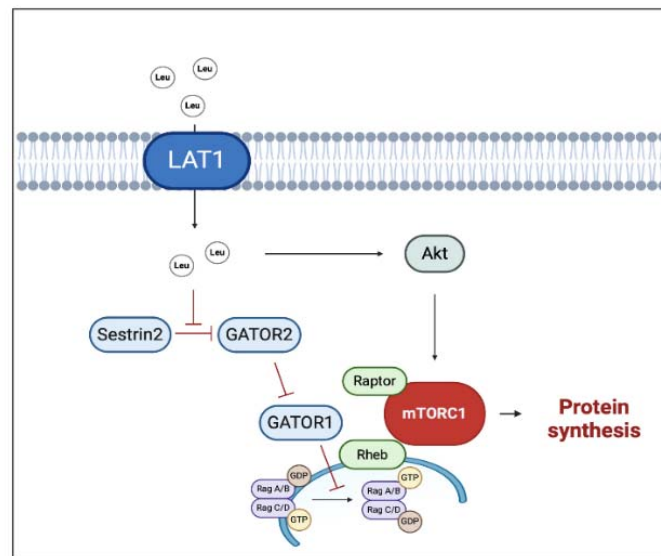 Leu
Leu
Leu
LAT1
Leu
Leu
Akt
Sestrin2
GATOR2
Raptor
mTORC1
Protein
synthesis
GATOR1
Rheb
GDP
Rag A/B
Rag C/D
GTP
GTP
Rag A/B
Rag C/D
GDP